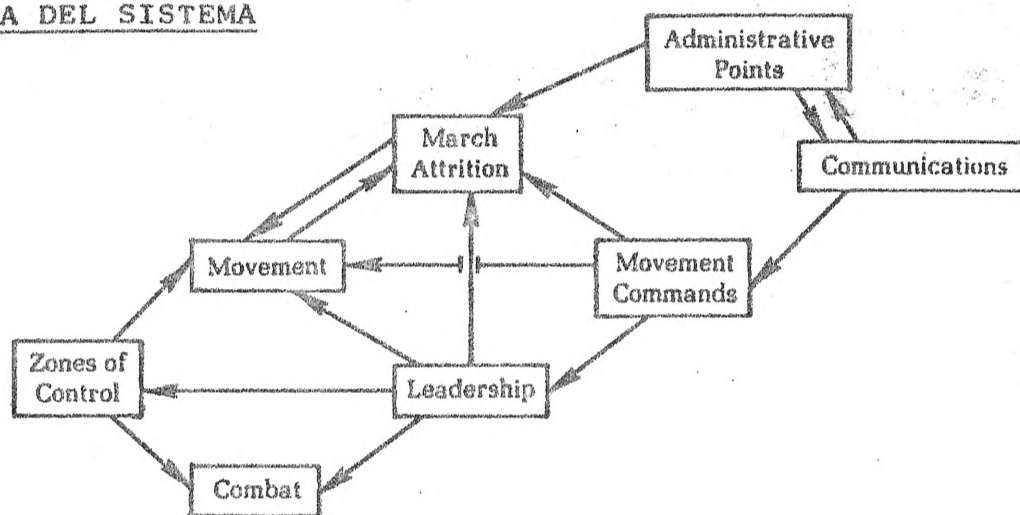 A DEL SISTEMA
Administrative
Points
March
Attrition
Communications
Movement
Movement
Commands
Zones of
Control
Leadership
Combat